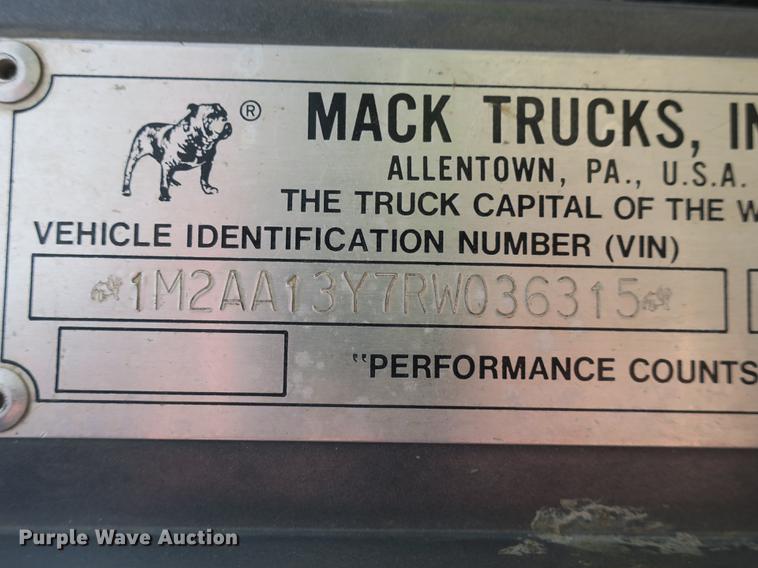 ®
MACK TRUCKS,
ALLENTOWN, PA., U.S.A.
THE TRUCK CAPITAL OF THE
VEHICLE IDENTIFICATION NUMBER (VIN)
1M2AA13Y7RW036315
"PERFORMANCE COUNTS
Purple Wave Auction